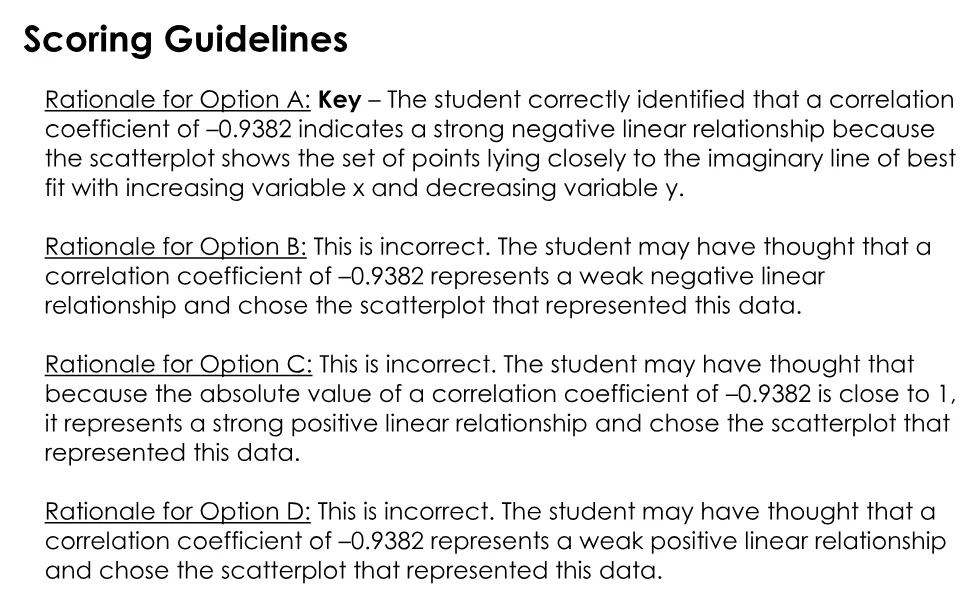 Scoring Guidelines
Rationale for Option A: Key – The student correctly identified that a correlation
coefficient of –0.9382 indicates a strong negative linear relationship because
the scatterplot shows the set of points lying closely to the imaginary line of best
fit with increasing variable x and decreasing variable y.
Rationale for Option B: This is incorrect. The student may have thought that a
correlation coefficient of –0.9382 represents a weak negative linear
relationship and chose the scatterplot that represented this data.
Rationale for Option C: This is incorrect. The student may have thought that
because the absolute value of a correlation coefficient of –0.9382 is close to 1,
it represents a strong positive linear relationship and chose the scatterplot that
represented this data.
Rationale for Option D: This is incorrect. The student may have thought that a
correlation coefficient of –0.9382 represents a weak positive linear relationship
and chose the scatterplot that represented this data.